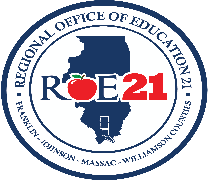 • REGIONAL OFFICE OF EDUCATION 21 •
ROE21
FRANKLIN - JOHNSON - MASSAC - WILLIAMSON COUNTIES